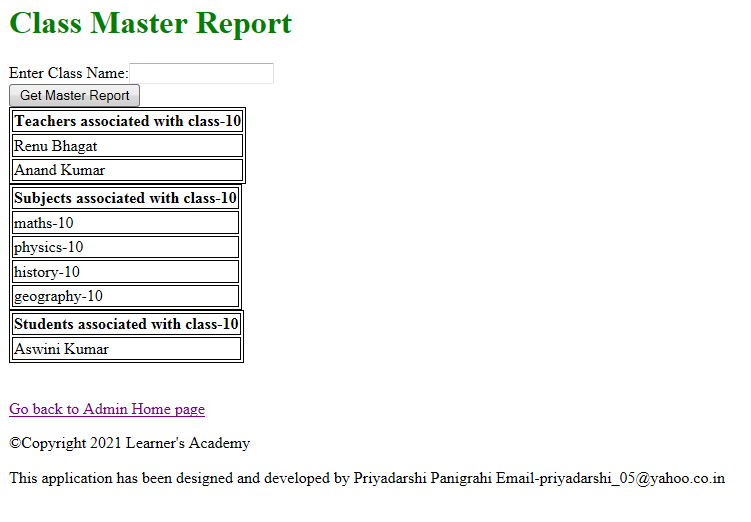 Class Master Report
Enter Class Name:
Get Master Report
Teachers associated with class-10
Renu Bhagat
Anand Kumar
Subjects associated with class-10
maths-10
physics-10
history-10
geography-10
Students associated with class-10
Aswini Kumar
Go back to Admin Home page
©Copyright 2021 Learner's Academy
This application has been designed and developed by Priyadarshi Panigrahi Email-priyadarshi_05@yahoo.co.in